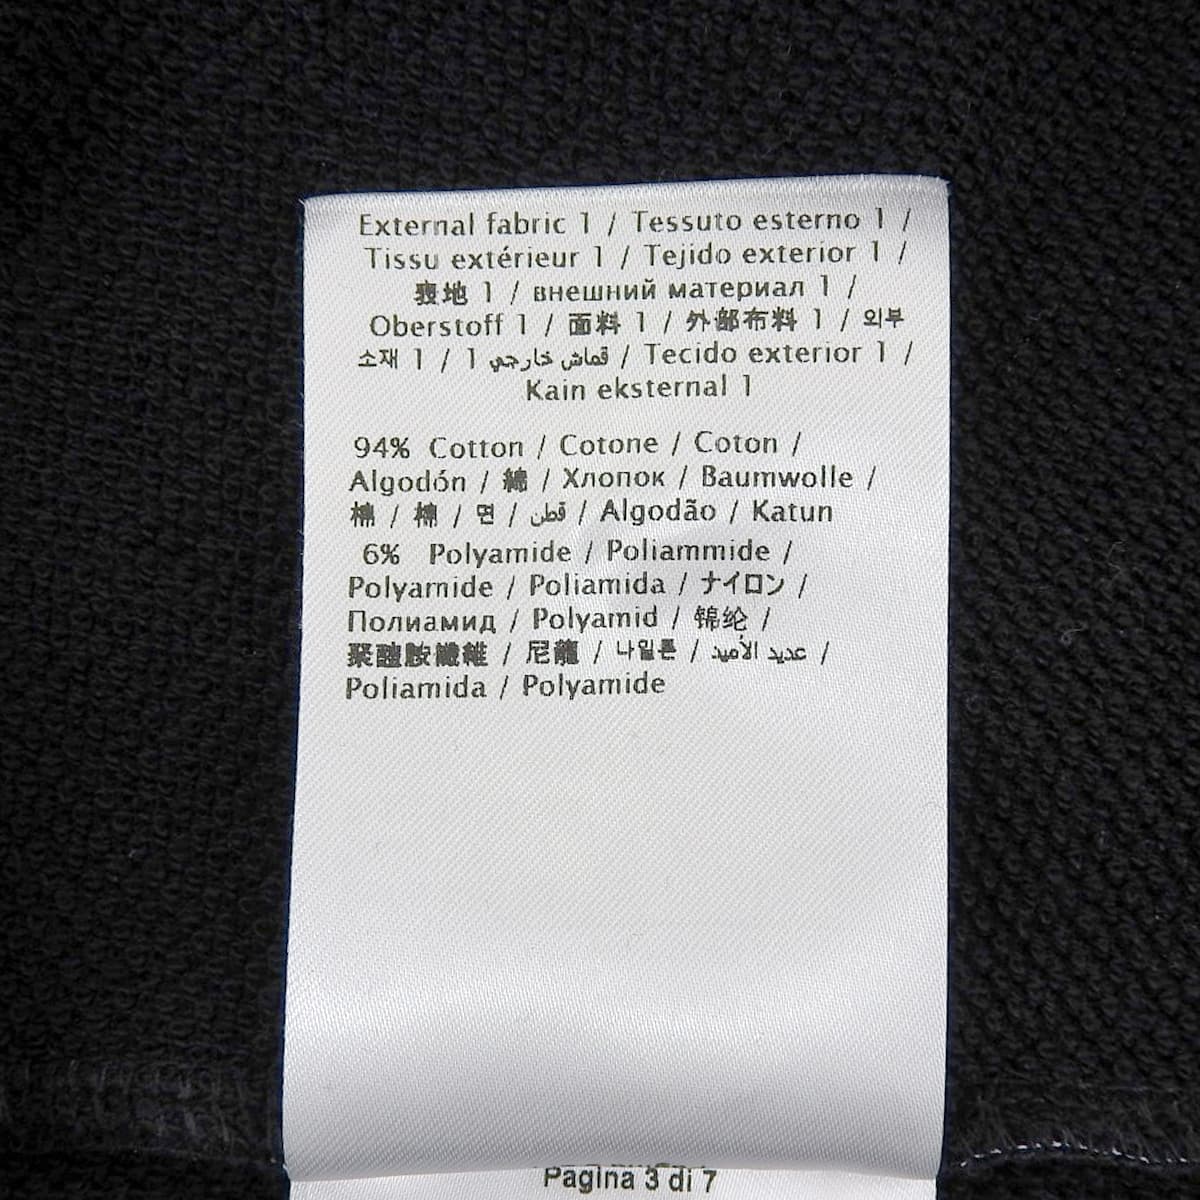 External fabric 1 / Tessuto esterno 1 /
Tissu extérieur 1 / Tejido exterior 1 /
表地 1 / внешний материал 1 /
Oberstoff 1 / 面料 1 / 外部布料 1 / 외부
소재 1 / 1 قماش خارجي / Tecido exterior 1 /
Kain eksternal 1
94% Cotton / Cotone / Coton /
Algodón / 綿 / Хлопок / Baumwolle /
棉 / 棉 / 면 / قطن / Algodão / Katun
6% Polyamide / Poliammide /
Polyamide / Poliamida / ナイロン /
Полиамид / Polyamid / 锦纶 /
聚醯胺纖維 / 尼龍 / 나일론 / عديد الأميد /
Poliamida / Polyamide
Pagina 3 di 7